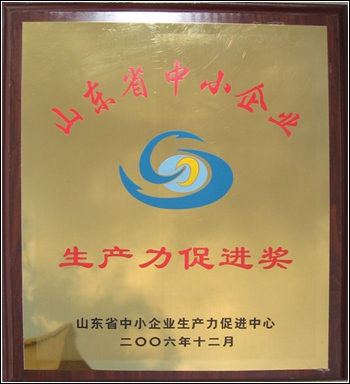 山东省中小企业
生产力促进奖
山东省中小企业生产力促进中心
二〇〇六年十二月